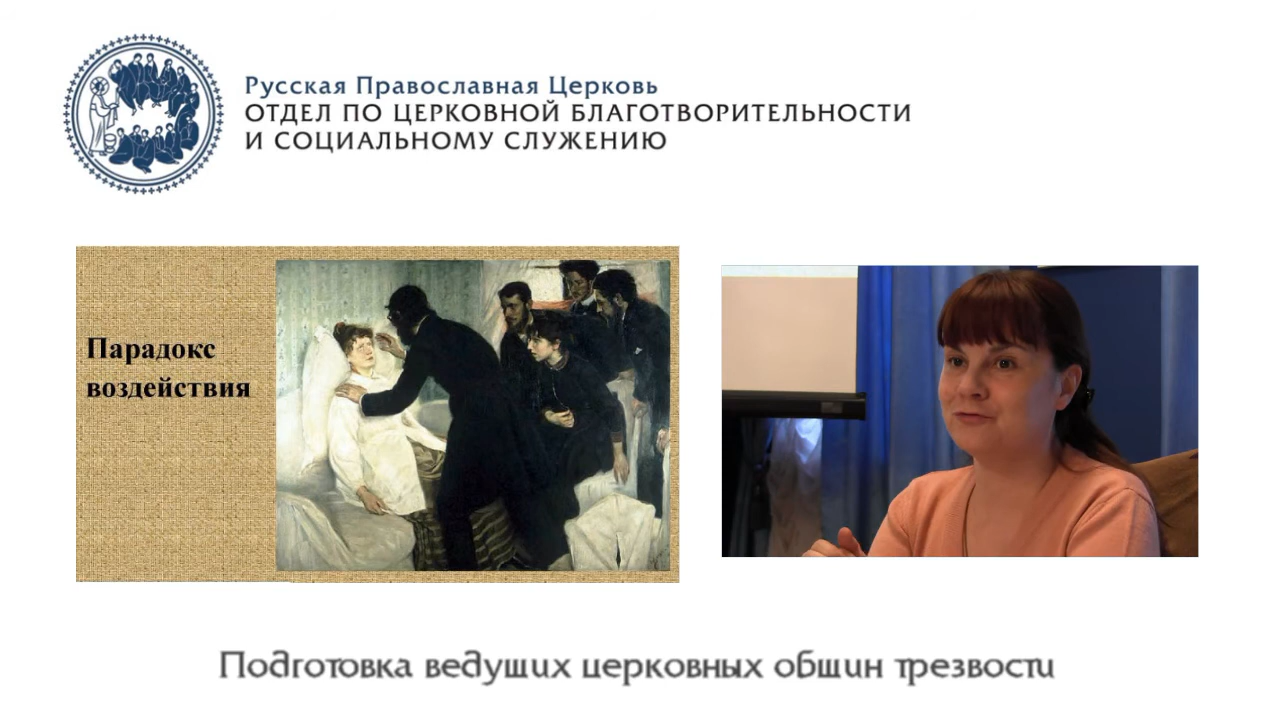 Русская Православная Церковь
ОТДЕЛ ПО ЦЕРКОВНОЙ БЛАГОТВОРИТЕЛЬНОСТИ
И СОЦИАЛЬНОМУ СЛУЖЕНИЮ
Парадокс
воздействия
Подготовка ведущих церковных общин трезвости